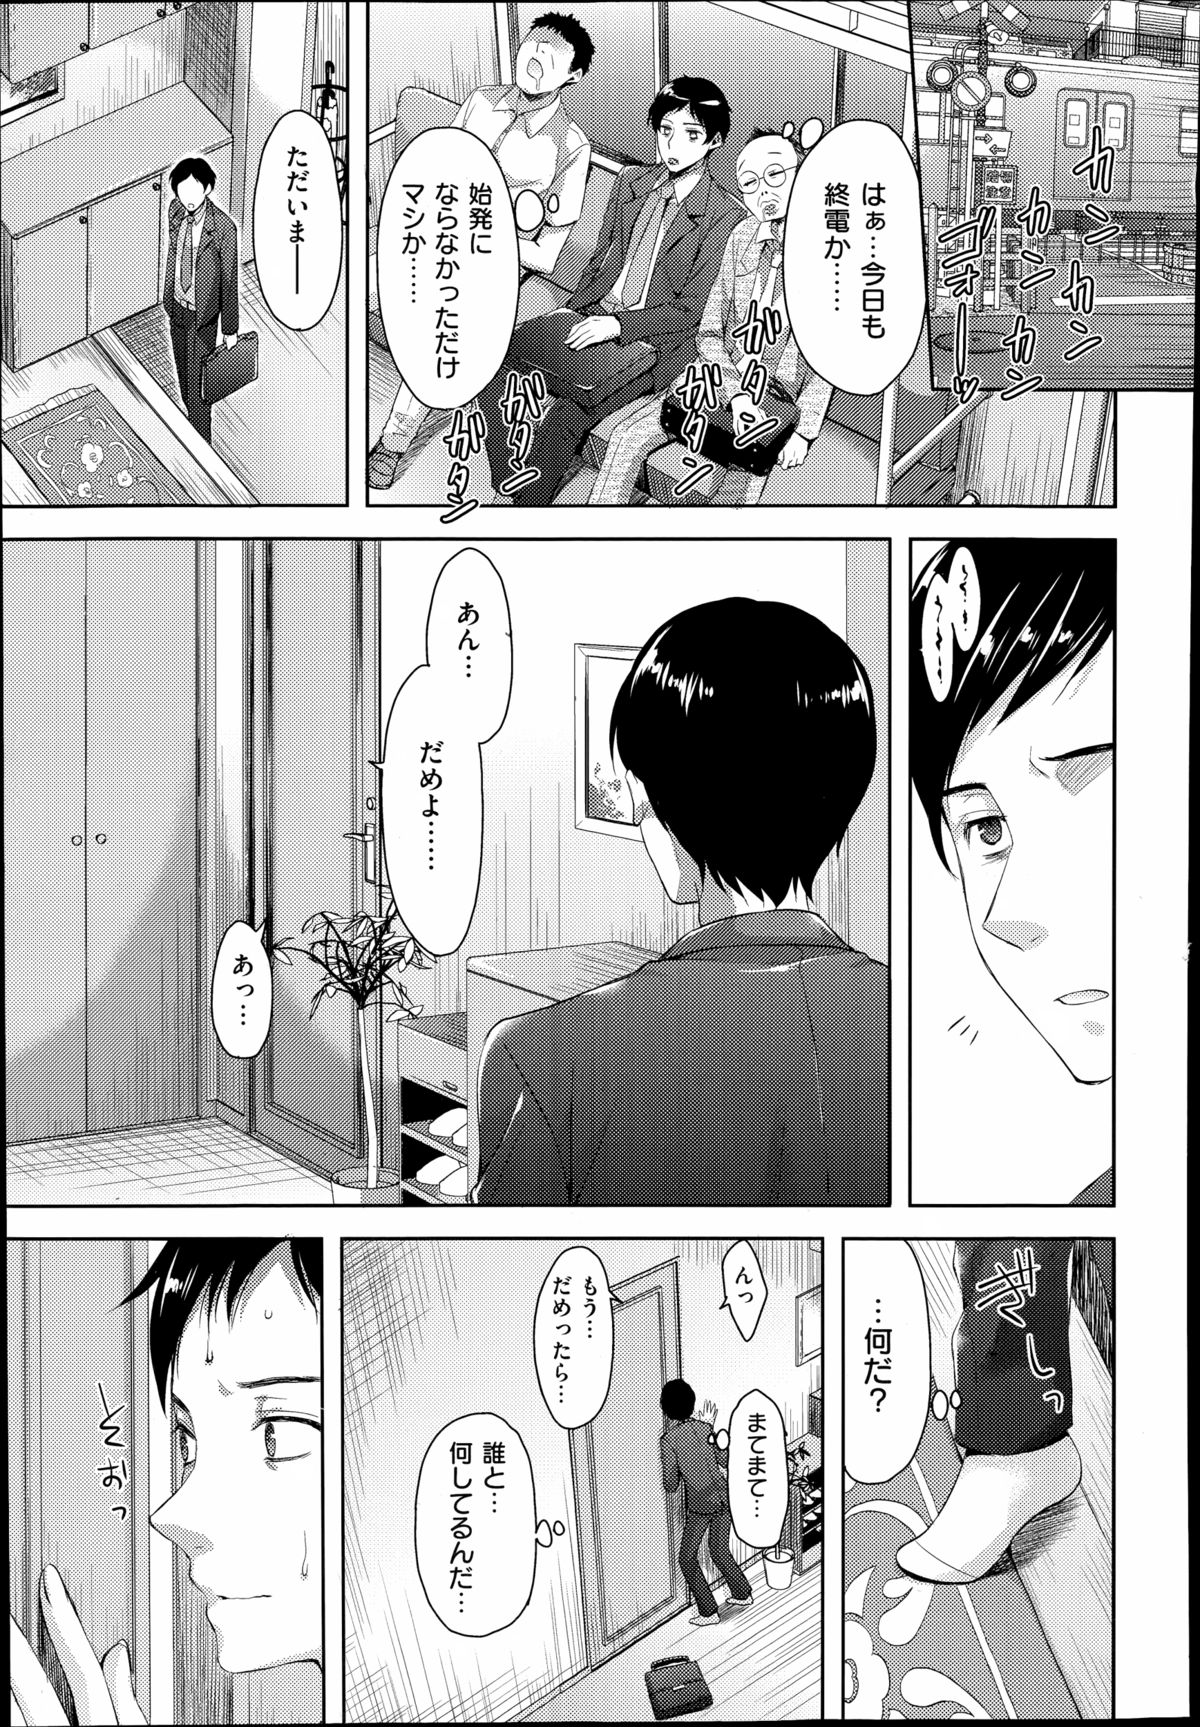 カン
カン
カン
カン
ゴォーッ
はぁ…今日も
終電か……
始発に
ならなかっただけ
マシか……
ガタン
ガタン
ガタン
ガタン
ただいまー
あん…
だめよ……
あっ…
ぎしっ
…何だ?
んっ
まてまて…
もう…
だめったら…
誰と…
何してるんだ…
そおっ